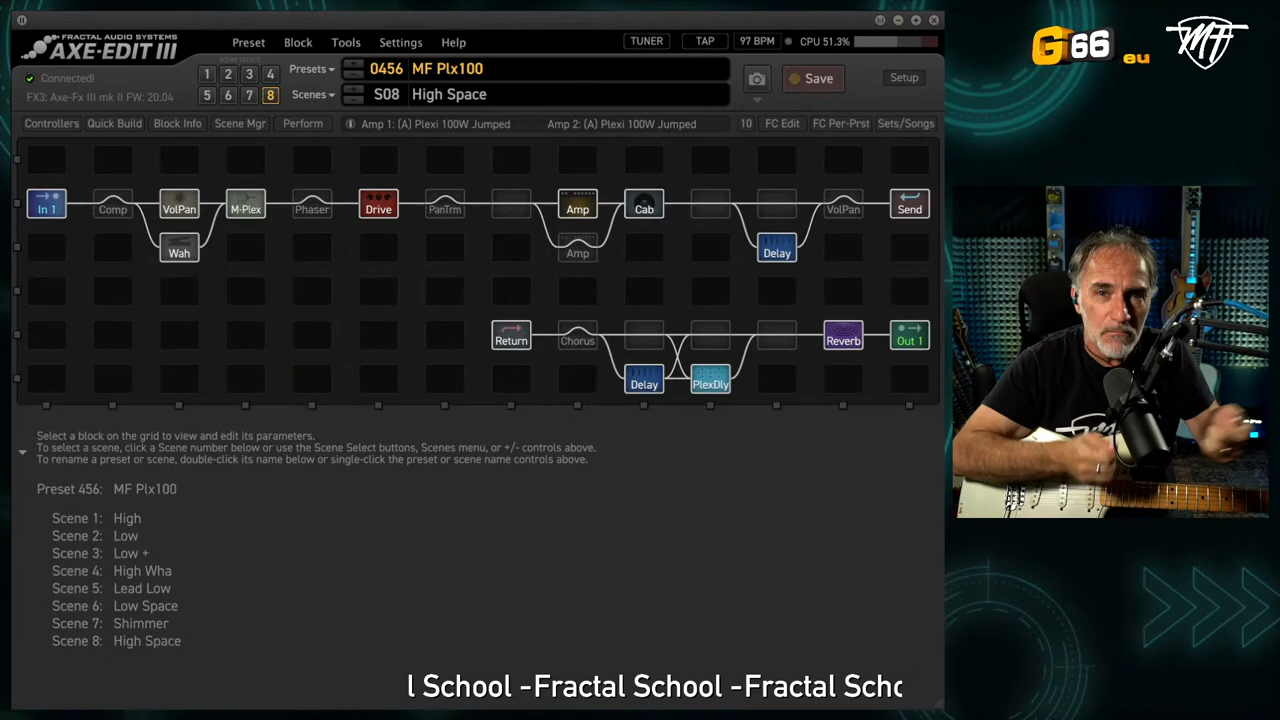 FRACTAL AUDIO SYSTEMS
AXE-EDIT III
Preset Block Tools Settings Help
TUNER TAP 97 BPM CPU 51.3%
Connected!
FX3: Axe-Fx III mk II FW: 20.04
SCENE SELECT
1 2 3 4
5 6 7 8
Presets 0456 MF Plx100
Scenes S08 High Space
Save
Setup
Controllers Quick Build Block Info Scene Mgr Perform
Amp 1: (A) Plexi 100W Jumped Amp 2: (A) Plexi 100W Jumped
10 FC Edit FC Per-Prst Sets/Songs
In 1 Comp VolPan M-Plex Phaser Drive PanTrm Amp Cab VolPan Send
Wah Amp Delay
Return Chorus Reverb Out 1
Delay PlexDly
Select a block on the grid to view and edit its parameters.
To select a scene, click a Scene number below or use the Scene Select buttons, Scenes menu, or +/- controls above.
To rename a preset or scene, double-click its name below or single-click the preset or scene name controls above.
Preset 456: MF Plx100
Scene 1: High
Scene 2: Low
Scene 3: Low +
Scene 4: High Wha
Scene 5: Lead Low
Scene 6: Low Space
Scene 7: Shimmer
Scene 8: High Space
l School -Fractal School -Fractal Scho
G66
eu
MF